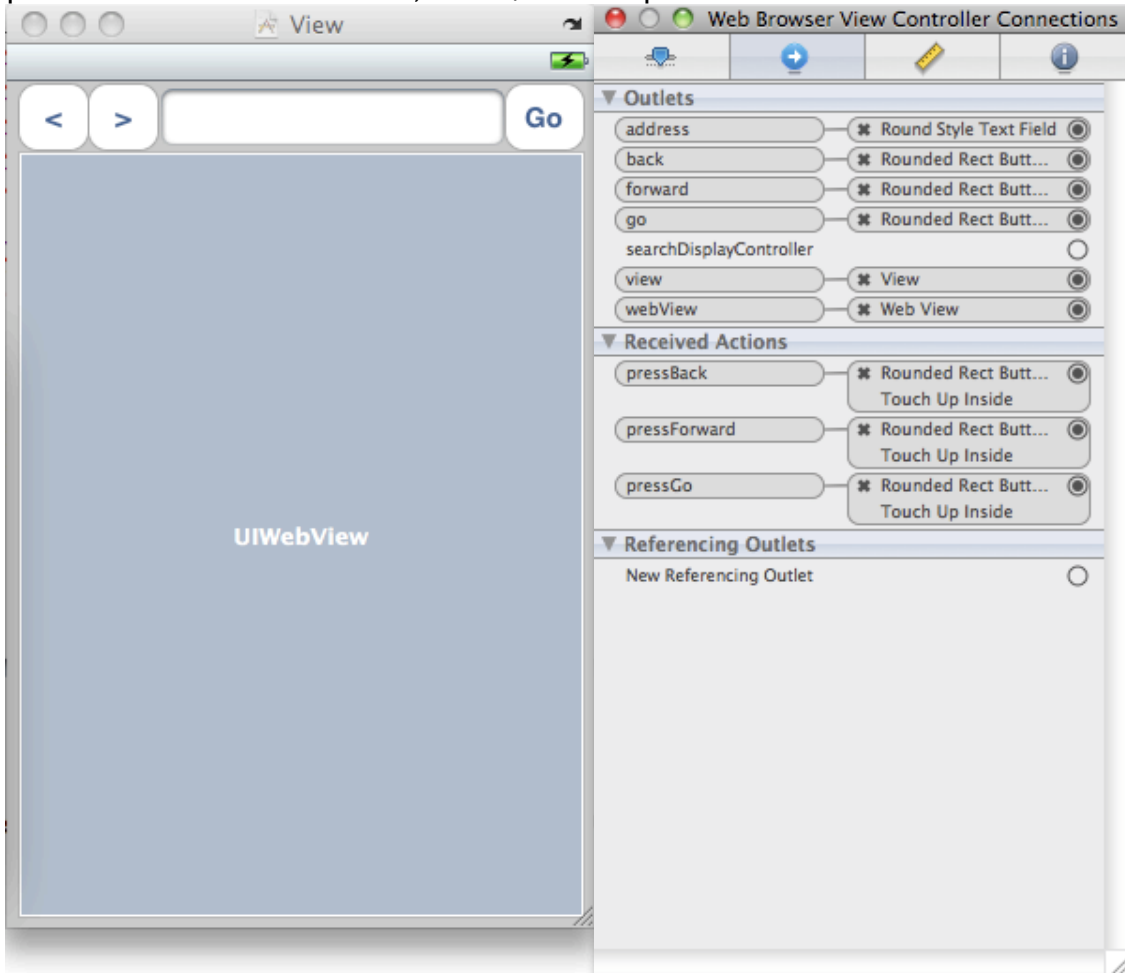 View
< > Go
UIWebView
Web Browser View Controller Connections
Outlets
address Round Style Text Field
back Rounded Rect Butt...
forward Rounded Rect Butt...
go Rounded Rect Butt...
searchDisplayController
view View
webView Web View
Received Actions
pressBack Rounded Rect Butt...
Touch Up Inside
pressForward Rounded Rect Butt...
Touch Up Inside
pressGo Rounded Rect Butt...
Touch Up Inside
Referencing Outlets
New Referencing Outlet